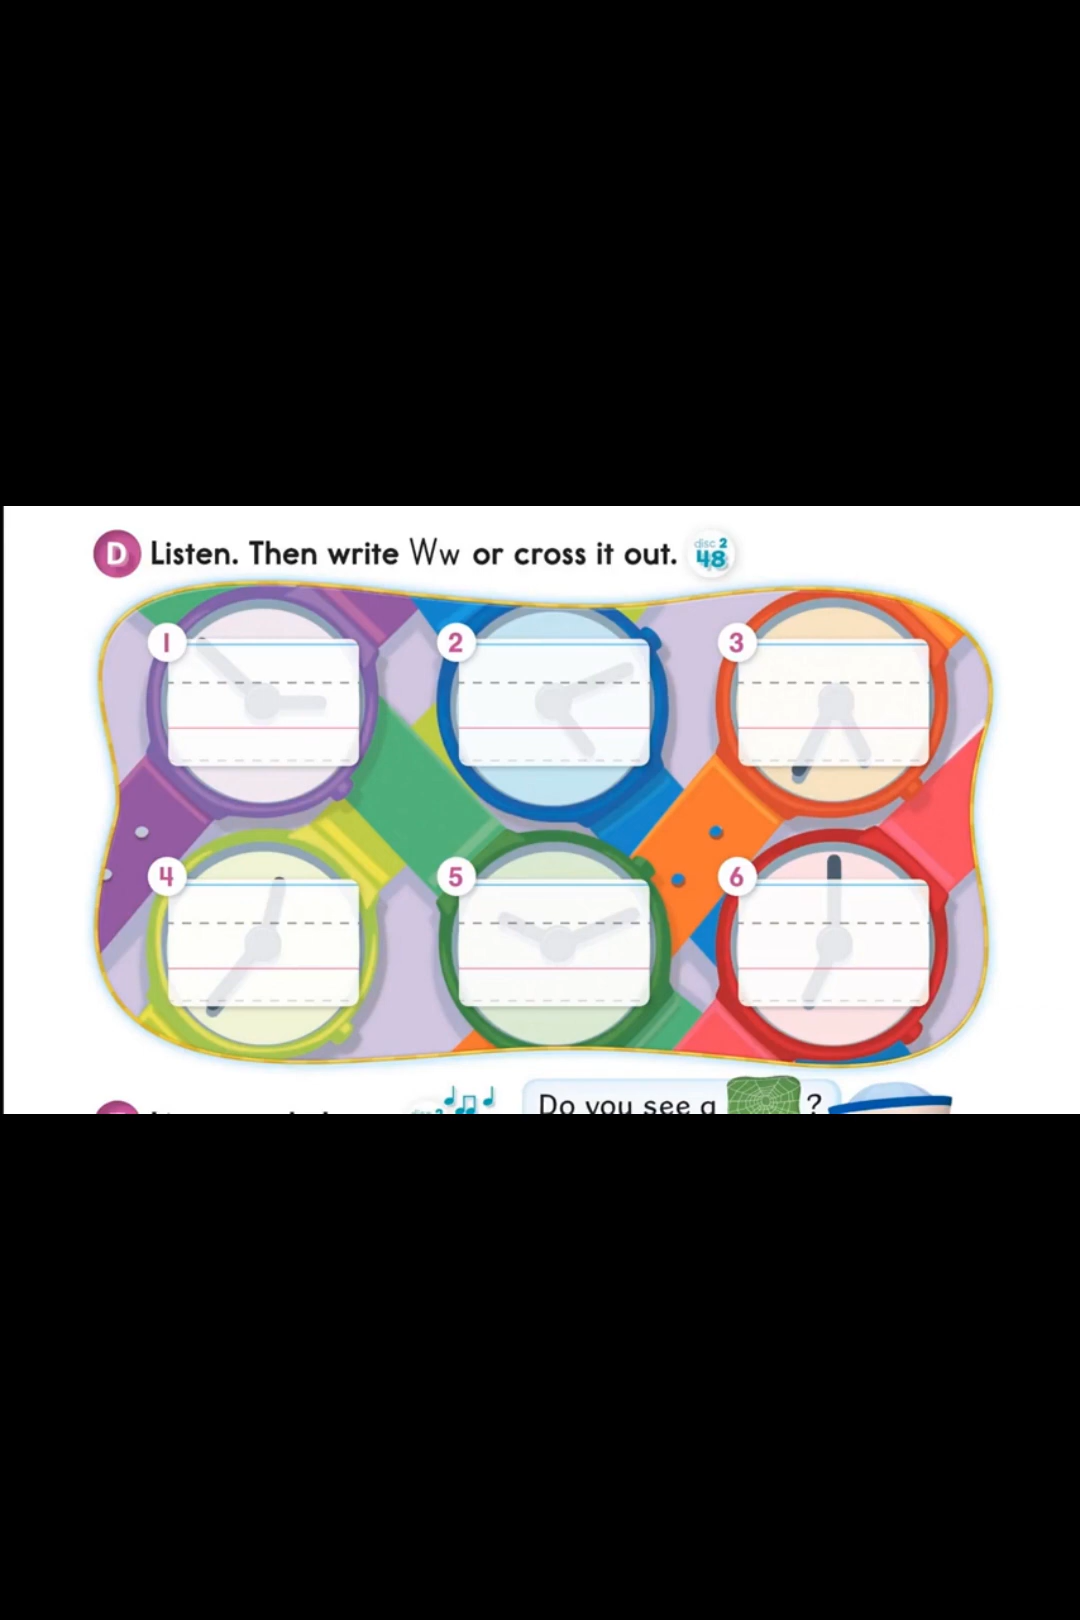 D Listen. Then write Ww or cross it out. disc 2 48
1 2 3
4 5 6
Do you see a ?